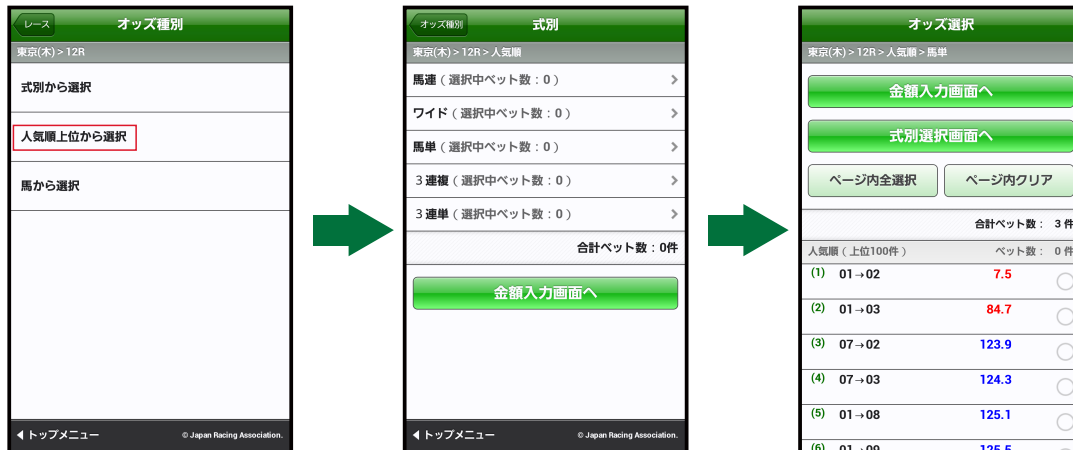 レース
オッズ種別
東京(木)＞12R
式別から選択
人気順上位から選択
馬から選択
トップメニュー
© Japan Racing Association.
オッズ種別
式別
東京(木)＞12R＞人気順
馬連（選択中ベット数：0）
ワイド（選択中ベット数：0）
馬単（選択中ベット数：0）
３連複（選択中ベット数：0）
３連単（選択中ベット数：0）
合計ベット数：0件
金額入力画面へ
トップメニュー
© Japan Racing Association.
オッズ選択
東京(木)＞12R＞人気順＞馬単
金額入力画面へ
式別選択画面へ
ページ内全選択
ページ内クリア
合計ベット数： 3件
人気順（上位100件） ベット数： 0件
(1) 01→02 7.5
(2) 01→03 84.7
(3) 07→02 123.9
(4) 07→03 124.3
(5) 01→08 125.1
(6) 01→09 125.5